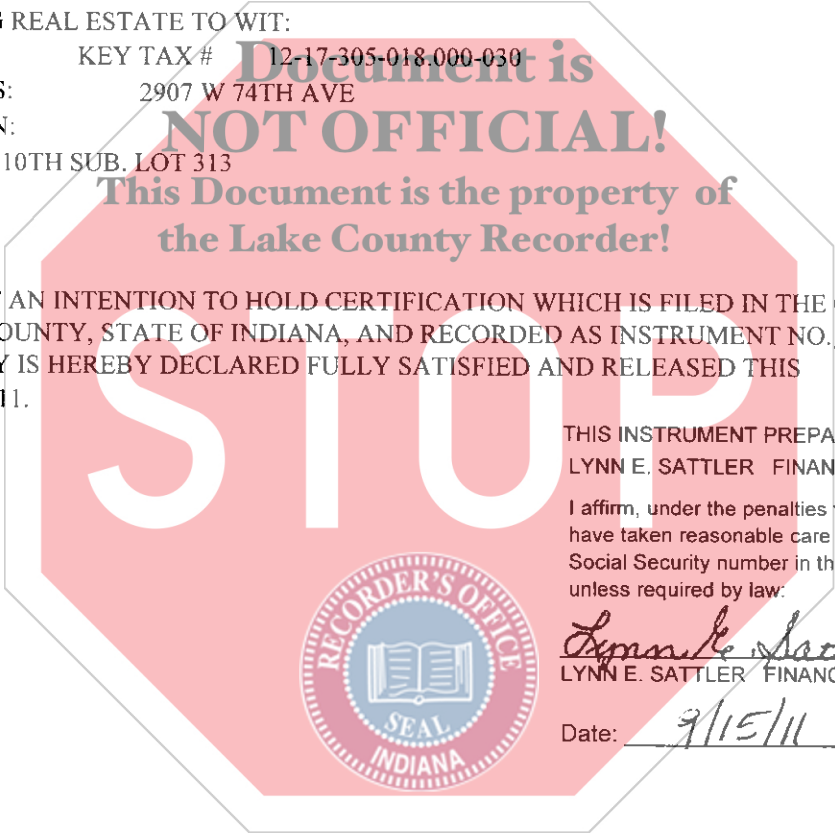 G REAL ESTATE TO WIT:
KEY TAX # 12-17-305-018.000-030
S: 2907 W 74TH AVE
N:
10TH SUB. LOT 313
Document is
NOT OFFICIAL!
This Document is the property of
the Lake County Recorder!
AN INTENTION TO HOLD CERTIFICATION WHICH IS FILED IN THE
OUNTY, STATE OF INDIANA, AND RECORDED AS INSTRUMENT NO.
Y IS HEREBY DECLARED FULLY SATISFIED AND RELEASED THIS
11.
STOP
THIS INSTRUMENT PREPA
LYNN E. SATTLER FINAN
I affirm, under the penalties
have taken reasonable care
Social Security number in th
unless required by law:
Lynn E. Sat
LYNN E. SATTLER FINANC
Date: 9/15/11
RECORDER'S OFFICE
SEAL
INDIANA